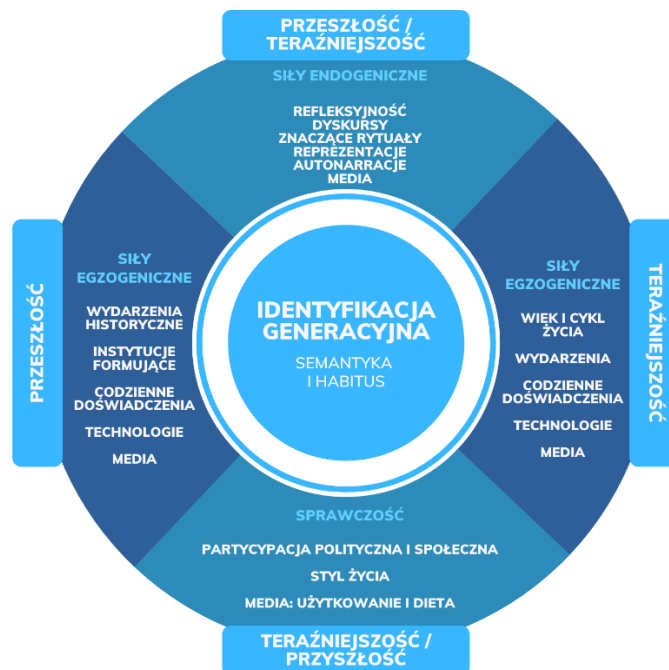 PRZESZŁOŚĆ /
TERAŹNIEJSZOŚĆ
SIŁY ENDOGENICZNE
REFLEKSYJNOŚĆ
DYSKURSY
ZNACZĄCE RYTUAŁY
REPREZENTACJE
AUTONARRACJE
MEDIA
PRZESZŁOŚĆ
SIŁY
EGZOGENICZNE
WYDARZENIA
HISTORYCZNE
INSTYTUCJE
FORMUJĄCE
CODZIENNE
DOŚWIADCZENIA
TECHNOLOGIE
MEDIA
IDENTYFIKACJA
GENERACYJNA
SEMANTYKA
I HABITUS
SIŁY
EGZOGENICZNE
WIEK I CYKL
ŻYCIA
WYDARZENIA
CODZIENNE
DOŚWIADCZENIA
TECHNOLOGIE
MEDIA
TERAŹNIEJSZOŚĆ
SPRAWCZOŚĆ
PARTYCYPACJA POLITYCZNA I SPOŁECZNA
STYL ŻYCIA
MEDIA: UŻYTKOWANIE I DIETA
TERAŹNIEJSZOŚĆ /
PRZYSZŁOŚĆ